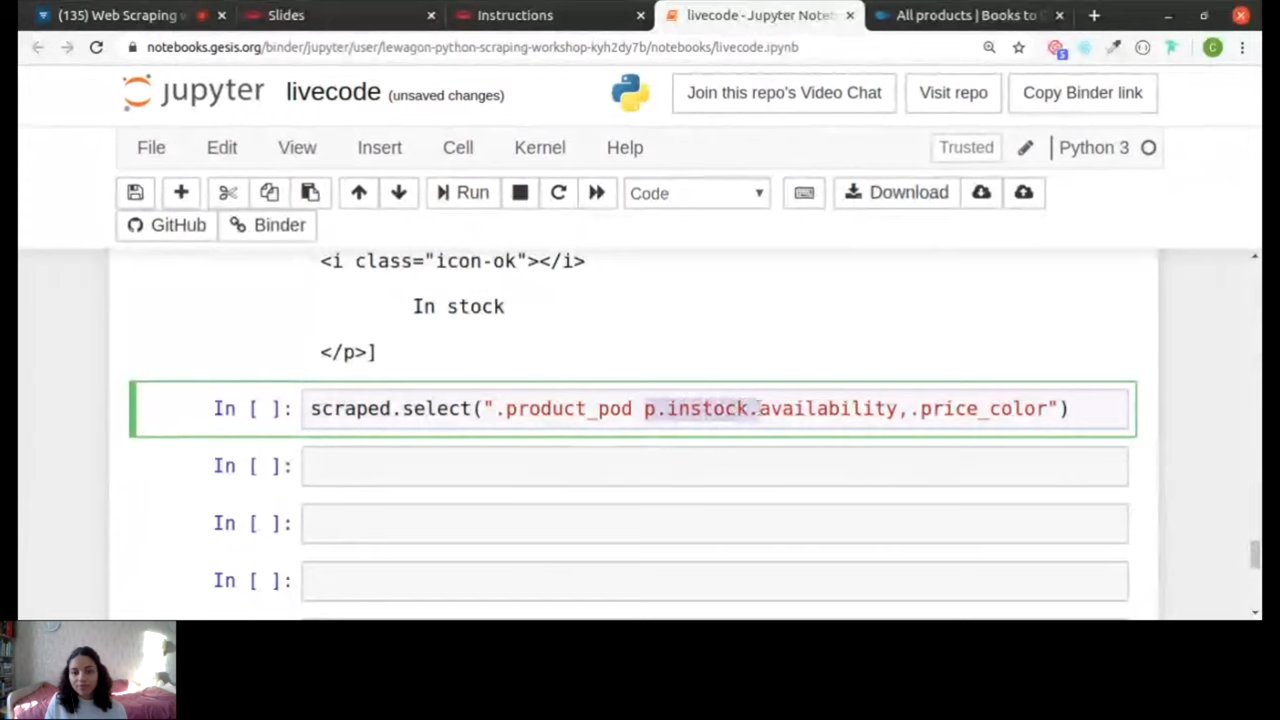 (135) Web Scraping
Slides
Instructions
livecode - Jupyter Note
All products | Books to
notebooks.gesis.org/binder/jupyter/user/lewagon-python-scraping-workshop-kyh2dy7b/notebooks/livecode.ipynb
5
C
jupyter livecode (unsaved changes)
Join this repo's Video Chat
Visit repo
Copy Binder link
File Edit View Insert Cell Kernel Help
Trusted
Python 3
Run
Code
Download
GitHub
Binder
<i class="icon-ok"></i>
In stock
</p>]
In [ ]: scraped.select(".product_pod p.instock.availability,.price_color")
In [ ]:
In [ ]:
In [ ]: